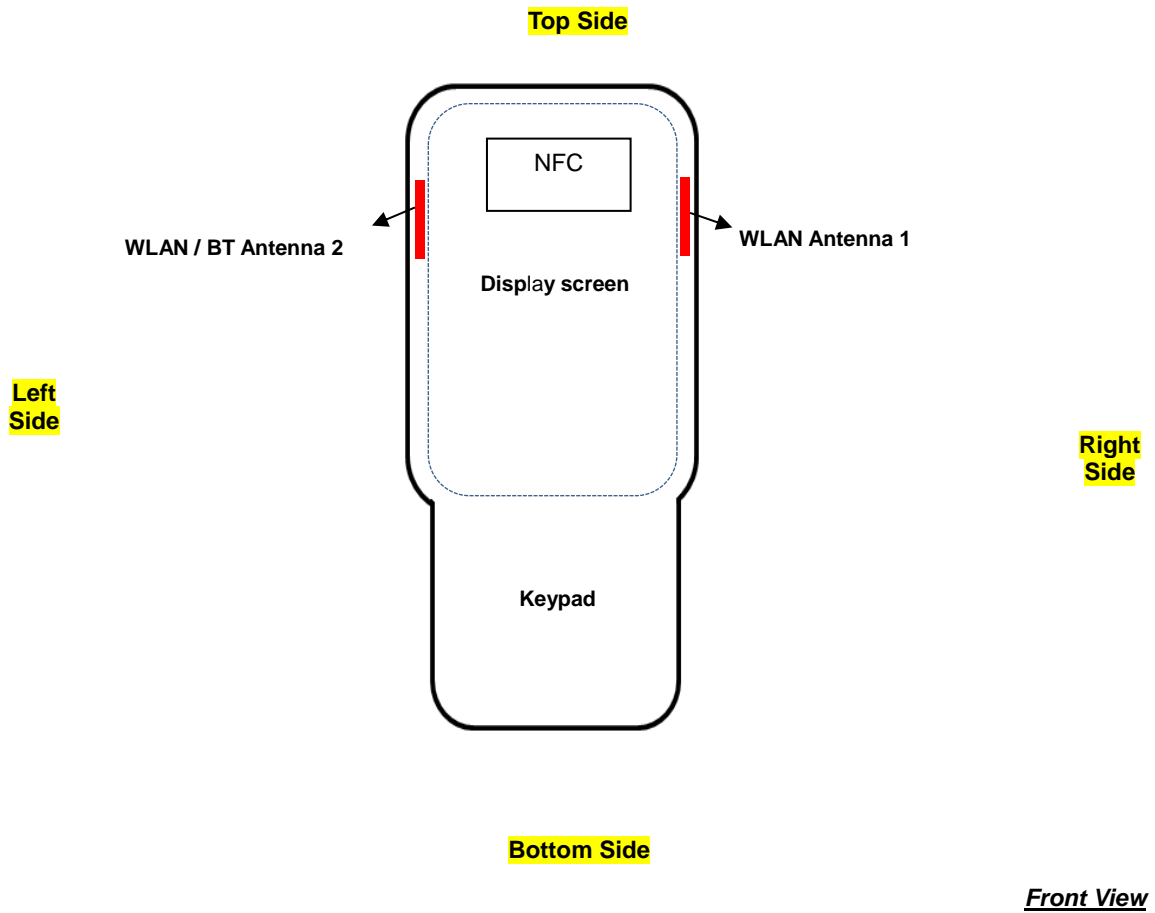 Top Side
NFC
WLAN / BT Antenna 2
WLAN Antenna 1
Display screen
Left
Side
Right
Side
Keypad
Bottom Side
Front View